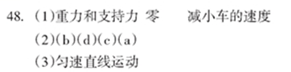 48. (1)重力和支持力 零 减小车的速度
(2)(b)(d)(c)(a)
(3)匀速直线运动